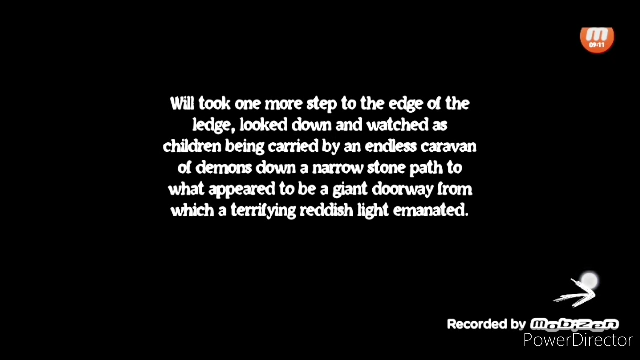 m
09:11
Will took one more step to the edge of the
ledge, looked down and watched as
children being carried by an endless caravan
of demons down a narrow stone path to
what appeared to be a giant doorway from
which a terrifying reddish light emanated.
Recorded by Mobizen
PowerDirector